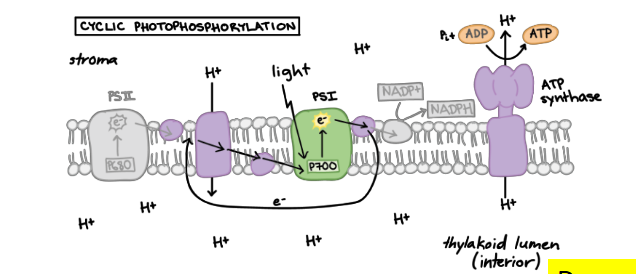 CYCLIC PHOTOPHOSPHORYLATION
H+
Pi+ ADP
ATP
stroma
H+
H+
light
PSII
PSI
NADP+
NADPH
ATP
synthase
e-
e-
P680
P700
e-
H+
H+
H+
H+
H+
H+
thylakoid lumen
(interior)